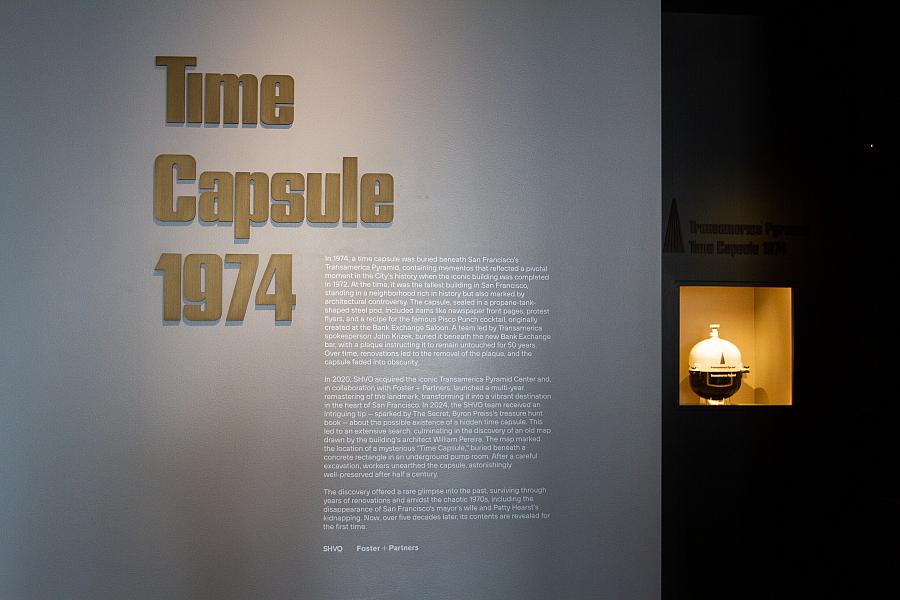 Time
Capsule
1974
In 1974, a time capsule was buried beneath San Francisco's
Transamerica Pyramid, containing mementos that reflected a pivotal
moment in the City's history when the iconic building was completed
in 1972. At the time, it was the tallest building in San Francisco,
standing in a neighborhood rich in history but also marked by
architectural controversy. The capsule, sealed in a propane-tank-
shaped steel pod, included items like newspaper front pages, protest
flyers, and a recipe for the famous Pisco Punch cocktail, originally
created at the Bank Exchange Saloon. A team led by Transamerica
spokesperson John Krizek, buried it beneath the new Bank Exchange
bar, with a plaque instructing it to remain untouched for 50 years.
Over time, renovations led to the removal of the plaque, and the
capsule faded into obscurity.
In 2020, SHVO acquired the iconic Transamerica Pyramid Center and,
in collaboration with Foster + Partners, launched a multi-year
remastering of the landmark, transforming it into a vibrant destination
in the heart of San Francisco. In 2024, the SHVO team received an
intriguing tip — sparked by The Secret, Byron Preiss's treasure hunt
book — about the possible existence of a hidden time capsule. This
led to an extensive search, culminating in the discovery of an old map
drawn by the building's architect William Pereira. The map marked
the location of a mysterious "Time Capsule," buried beneath a
concrete rectangle in an underground pump room. After a careful
excavation, workers unearthed the capsule, astonishingly
well-preserved after half a century.
The discovery offered a rare glimpse into the past, surviving through
years of renovations and amidst the chaotic 1970s, including the
disappearance of San Francisco's mayor's wife and Patty Hearst's
kidnapping. Now, over five decades later, its contents are revealed for
the first time.
SHVO Foster + Partners
Transamerica Pyramid
Time Capsule 1974